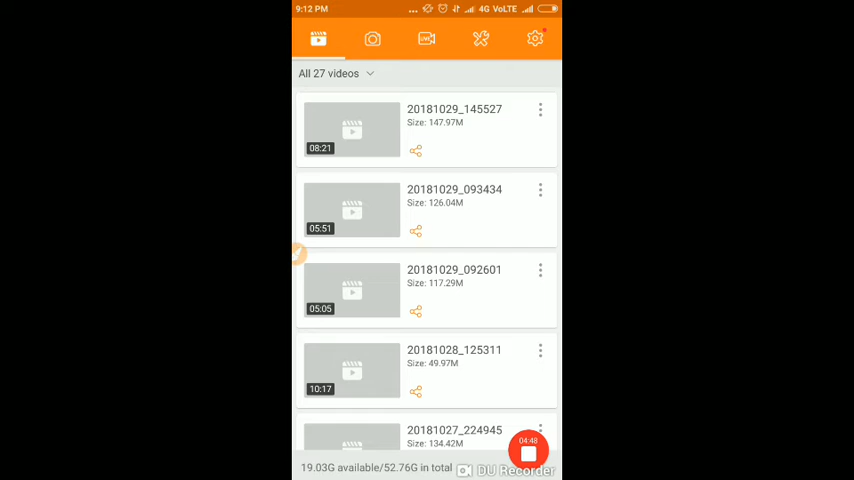 9:12 PM ... 4G VoLTE
LIVE
All 27 videos
20181029_145527
Size: 147.97M
08:21
20181029_093434
Size: 126.04M
05:51
20181029_092601
Size: 117.29M
05:05
20181028_125311
Size: 49.97M
10:17
20181027_224945
Size: 134.42M
04:48
19.03G available/52.76G in total
DU Recorder